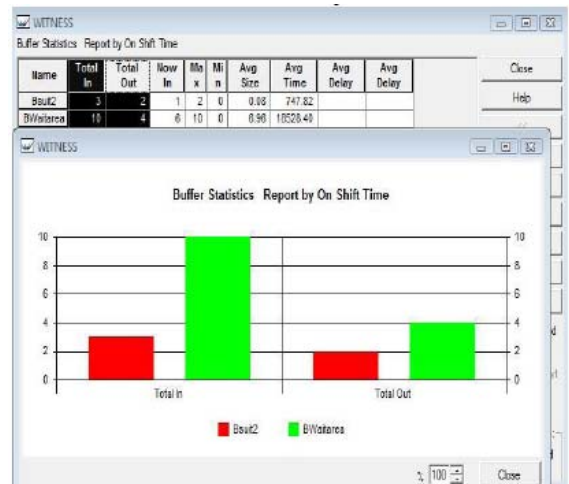 WITNESS
Buffer Statistics Report by On Shift Time
Name Total In Total Out Now In Max Min Avg Size Avg Time Avg Delay Avg Delay
Bsuit2 3 2 1 2 0 0.08 747.82
BWaitarea 10 4 6 10 0 6.96 18528.40
Close
Help
WITNESS
Buffer Statistics Report by On Shift Time
10 10
8 8
6 6
4 4
2 2
0 0
Total In Total Out
Bsuit2 BWaitarea
% 100 Close